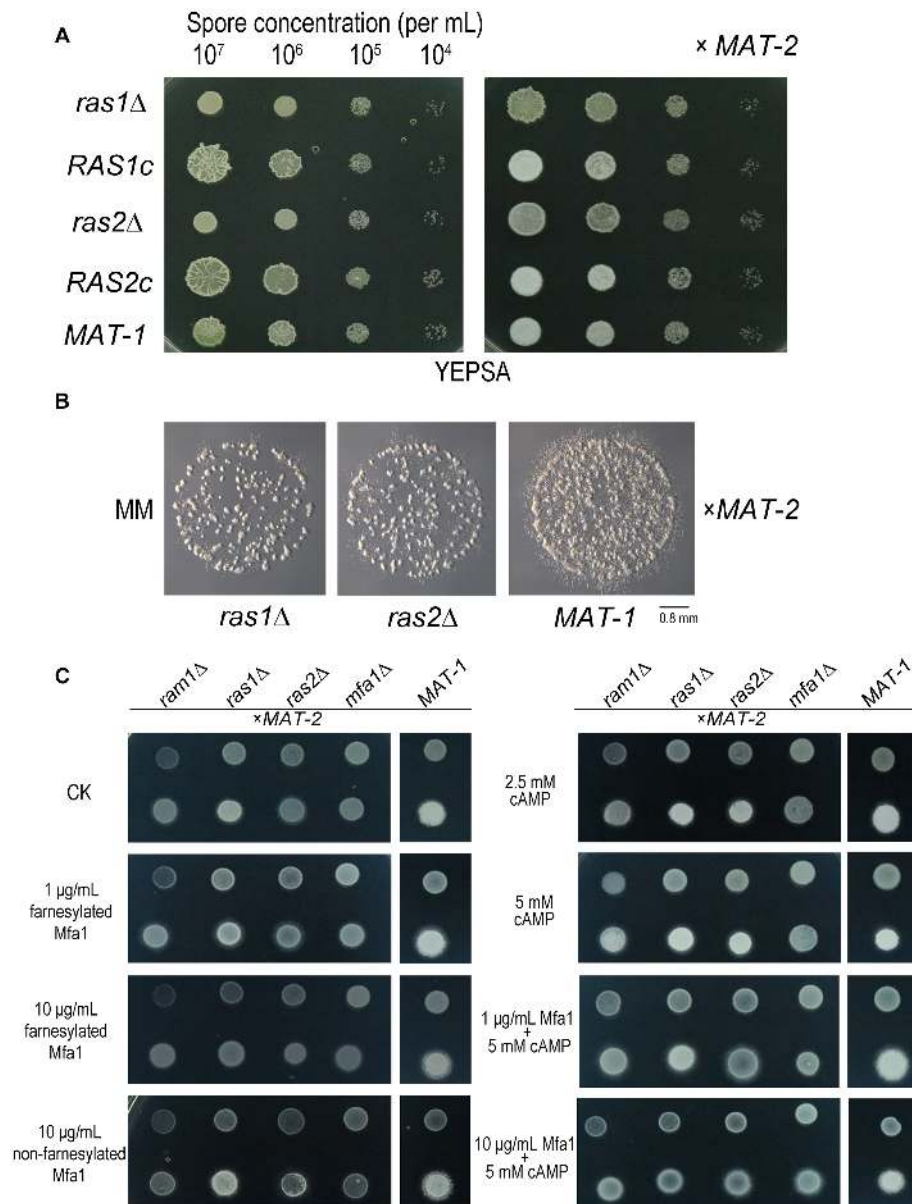 A
Spore concentration (per mL)
10⁷ 10⁶ 10⁵ 10⁴
× MAT-2
ras1Δ
RAS1c
ras2Δ
RAS2c
MAT-1
YEPSA
B
MM
×MAT-2
ras1Δ ras2Δ MAT-1
0.8 mm
C
ram1Δ ras1Δ ras2Δ mfa1Δ MAT-1
×MAT-2
CK
1 µg/mL
farnesylated
Mfa1
10 µg/mL
farnesylated
Mfa1
10 µg/mL
non-farnesylated
Mfa1
ram1Δ ras1Δ ras2Δ mfa1Δ MAT-1
×MAT-2
2.5 mM
cAMP
5 mM
cAMP
1 µg/mL Mfa1
+
5 mM cAMP
10 µg/mL Mfa1
+
5 mM cAMP